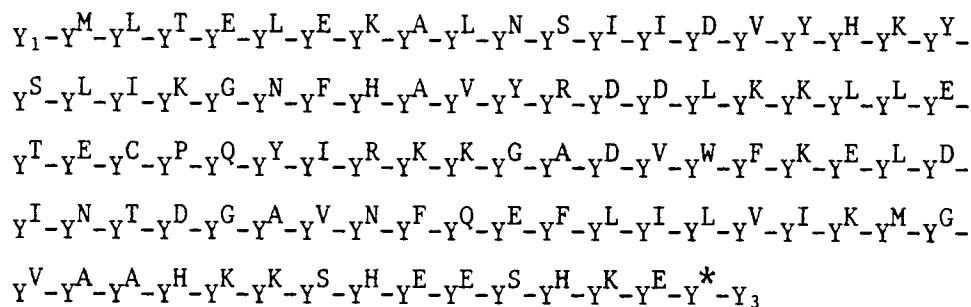 Y₁-Yᴹ-Yᴸ-Yᵀ-Yᴱ-Yᴸ-Yᴱ-Yᴷ-Yᴬ-Yᴸ-Yᴺ-Yˢ-Yᴵ-Yᴵ-Yᴰ-Yⱽ-Yʸ-Yᴴ-Yᴷ-Yʸ-
Yˢ-Yᴸ-Yᴵ-Yᴷ-Yᴳ-Yᴺ-Yᶠ-Yᴴ-Yᴬ-Yⱽ-Yʸ-Yᴿ-Yᴰ-Yᴰ-Yᴸ-Yᴷ-Yᴷ-Yᴸ-Yᴸ-Yᴱ-
Yᵀ-Yᴱ-Yᶜ-Yᴾ-Y^Q-Yʸ-Yᴵ-Yᴿ-Yᴷ-Yᴷ-Yᴳ-Yᴬ-Yᴰ-Yⱽ-Yᵂ-Yᶠ-Yᴷ-Yᴱ-Yᴸ-Yᴰ-
Yᴵ-Yᴺ-Yᵀ-Yᴰ-Yᴳ-Yᴬ-Yⱽ-Yᴺ-Yᶠ-Y^Q-Yᴱ-Yᶠ-Yᴸ-Yᴵ-Yᴸ-Yⱽ-Yᴵ-Yᴷ-Yᴹ-Yᴳ-
Yⱽ-Yᴬ-Yᴬ-Yᴴ-Yᴷ-Yᴷ-Yˢ-Yᴴ-Yᴱ-Yᴱ-Yˢ-Yᴴ-Yᴷ-Yᴱ-Y*-Y₃